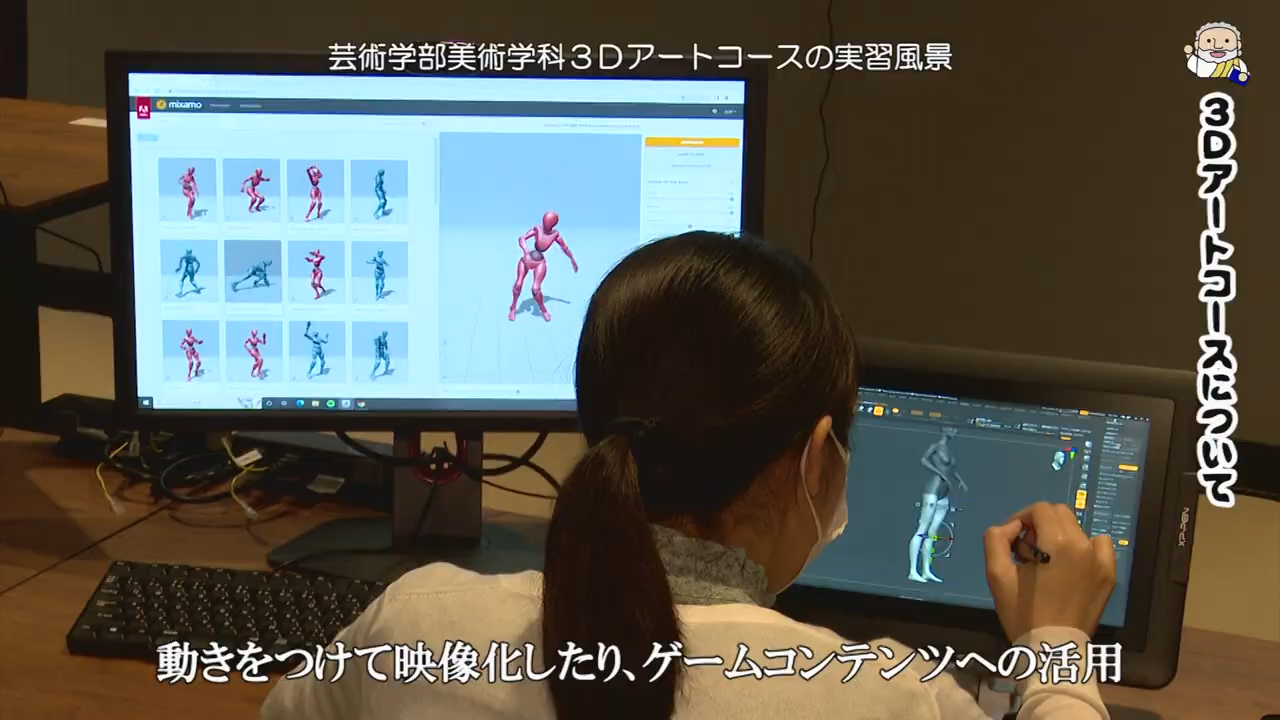 芸術学部美術学科３Ｄアートコースの実習風景
3Dアートコースについて
mixamo
XP-PEN
動きをつけて映像化したり、ゲームコンテンツへの活用